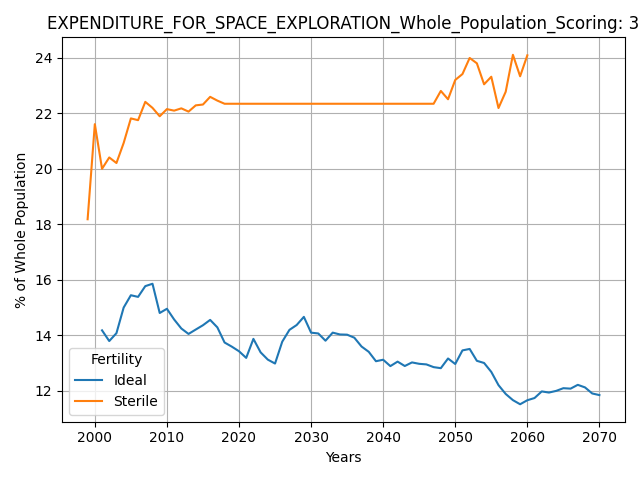 EXPENDITURE_FOR_SPACE_EXPLORATION_Whole_Population_Scoring: 3
24
22
20
18
16
14
12
% of Whole Population
Fertility
Ideal
Sterile
2000 2010 2020 2030 2040 2050 2060 2070
Years